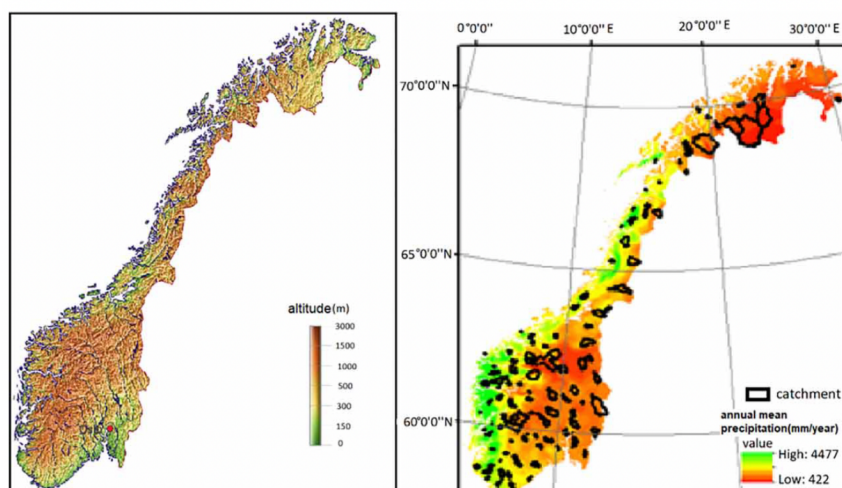 altitude(m)
3000
1500
1000
500
300
150
0
0°0'0" 10°0'0"E 20°0'0"E 30°0'0"E
70°0'0"N
65°0'0"N
60°0'0"N
catchment
annual mean
precipitation(mm/year)
value
High: 4477
Low: 422